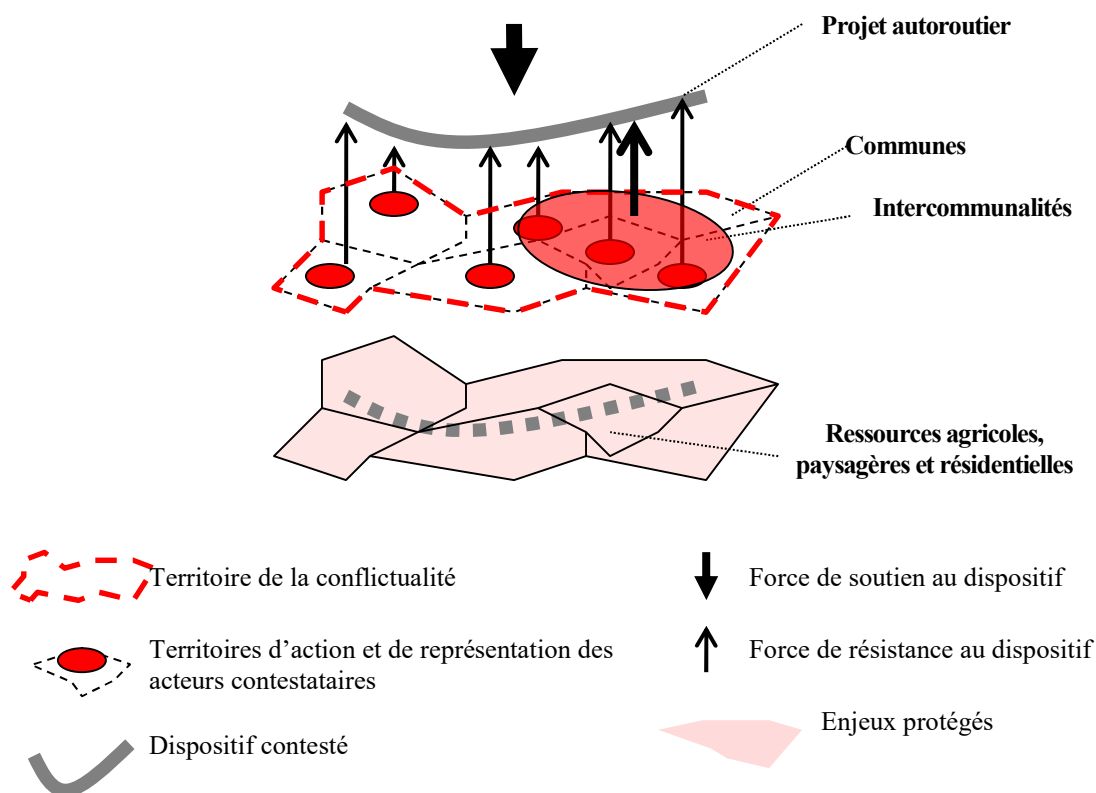 Projet autoroutier
Communes
Intercommunalités
Ressources agricoles,
paysagères et résidentielles
Territoire de la conflictualité
Force de soutien au dispositif
Territoires d’action et de représentation des
acteurs contestataires
Force de résistance au dispositif
Dispositif contesté
Enjeux protégés